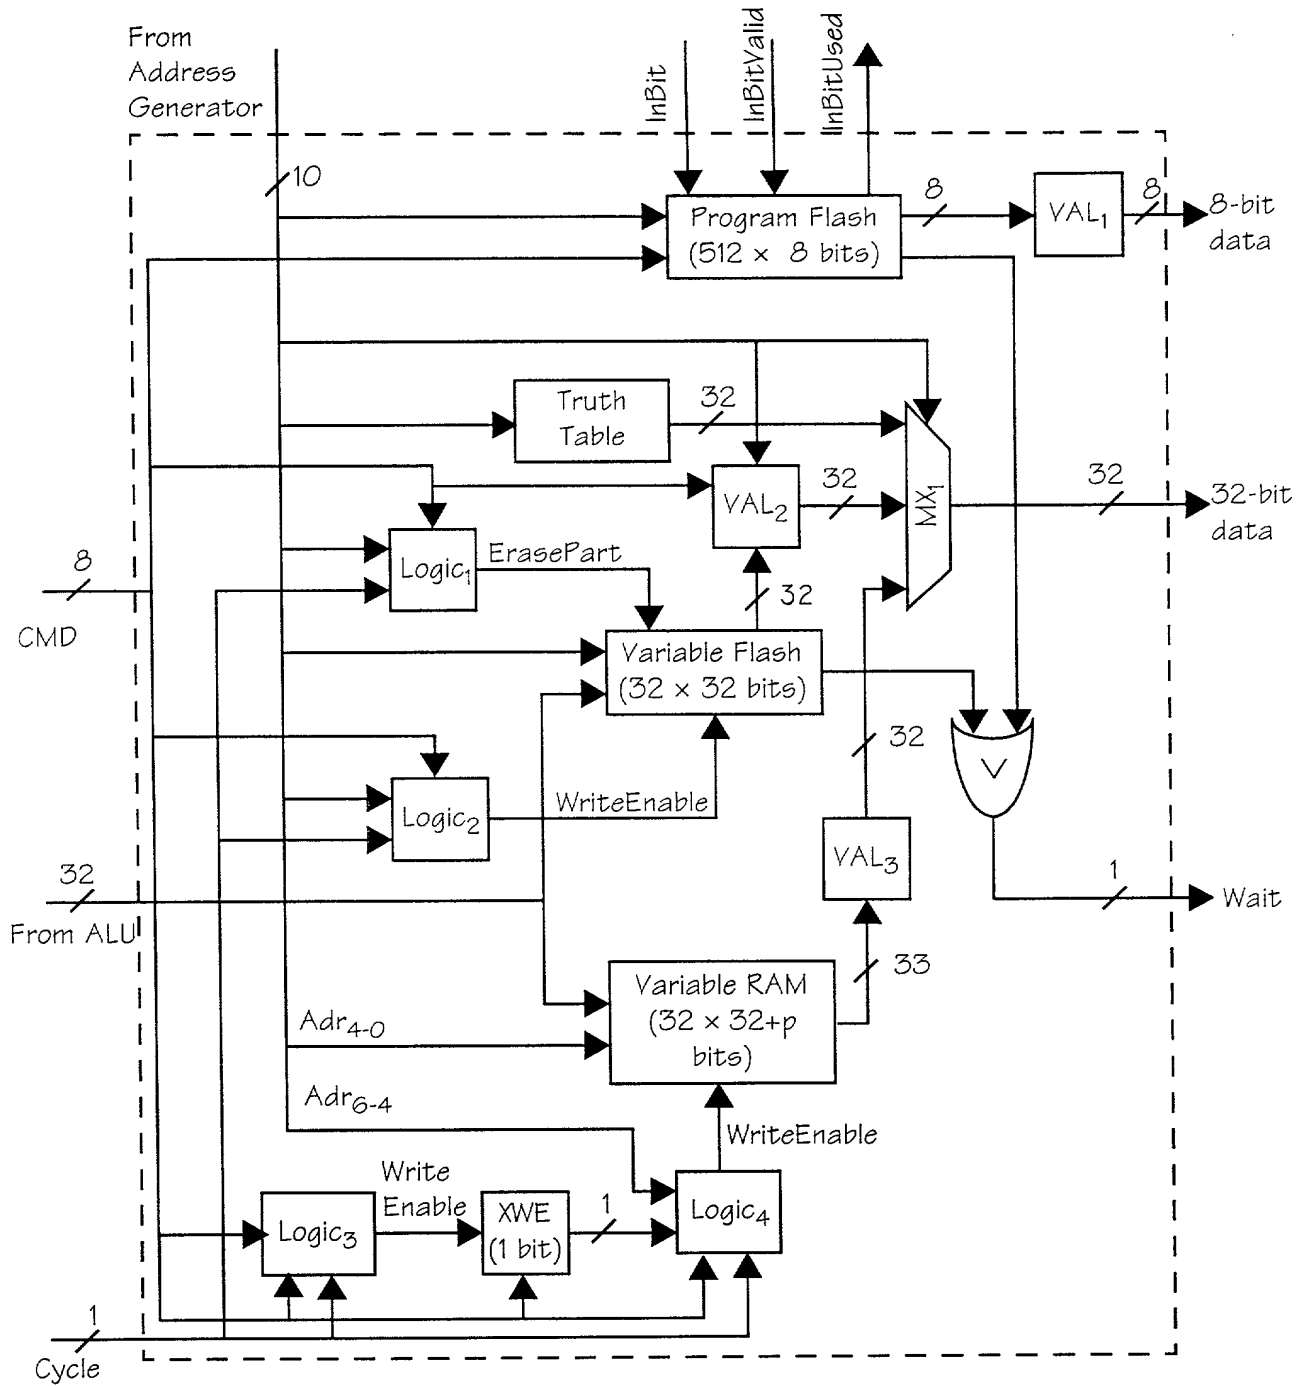 From
Address
Generator
InBit
InBitValid
InBitUsed
10
8
8
Program Flash
(512 × 8 bits)
VAL1
8-bit
data
Truth
Table
32
32
VAL2
MX1
32
32-bit
data
8
CMD
Logic1
ErasePart
32
Variable Flash
(32 × 32 bits)
32
V
Logic2
WriteEnable
VAL3
32
From ALU
1
Wait
33
Variable RAM
(32 × 32+p
bits)
Adr4-0
Adr6-4
WriteEnable
Write
Enable
Logic3
XWE
(1 bit)
1
Logic4
1
Cycle